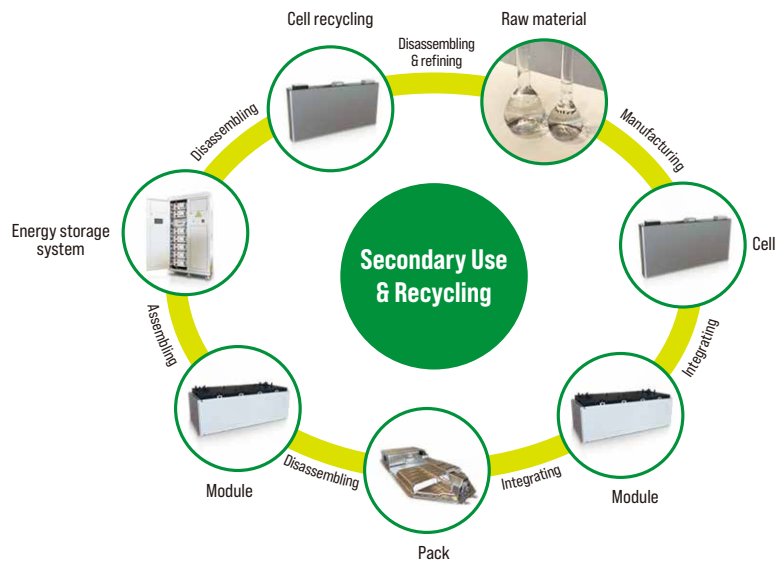 Cell recycling
Disassembling
& refining
Raw material
Manufacturing
Cell
Integrating
Module
Integrating
Pack
Disassembling
Module
Assembling
Energy storage
system
Disassembling
Secondary Use
& Recycling